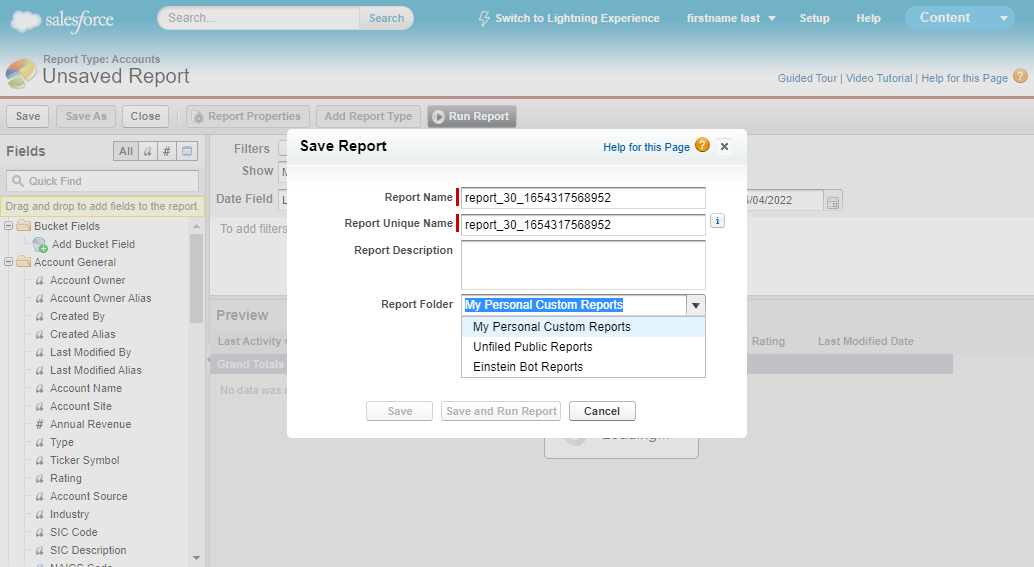 salesforce
Search...
Search
Switch to Lightning Experience
firstname last
Setup
Help
Content
Report Type: Accounts
Unsaved Report
Guided Tour | Video Tutorial | Help for this Page
Save
Save As
Close
Report Properties
Add Report Type
Run Report
Fields
All
a
#
Quick Find
Drag and drop to add fields to the report.
Bucket Fields
Add Bucket Field
Account General
Account Owner
Account Owner Alias
Created By
Created Alias
Last Modified By
Last Modified Alias
Account Name
Account Site
# Annual Revenue
Type
Ticker Symbol
Rating
Account Source
Industry
SIC Code
SIC Description
Filters
Show
Date Field
/04/2022
To add filters
Preview
Last Activity
Rating
Last Modified Date
Grand Totals
No data was
Save Report
Help for this Page
Report Name
report_30_1654317568952
Report Unique Name
report_30_1654317568952
Report Description
Report Folder
My Personal Custom Reports
My Personal Custom Reports
Unfiled Public Reports
Einstein Bot Reports
Save
Save and Run Report
Cancel